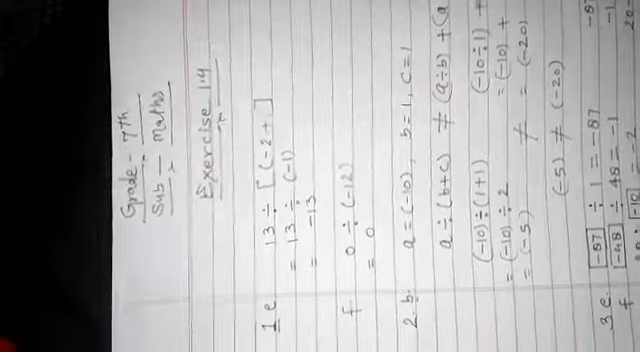 Grade - 7th
Sub - Maths
Exercise 1.4
1 e 13 ÷ [(-2 + ]
= 13 ÷ (-1)
= -13
f 0 ÷ (-12)
= 0
2. b. a = (-10), b = 1, c = 1
a ÷ (b+c) ≠ (a ÷ b) + (a
(-10) ÷ (1+1) (-10 ÷ 1) +
= (-10) ÷ 2 = (-10) +
= (-5) ≠ = (-20)
(-5) ≠ (-20)
3 e. -87 ÷ 1 = -87 -87
f -48 ÷ 48 = -1